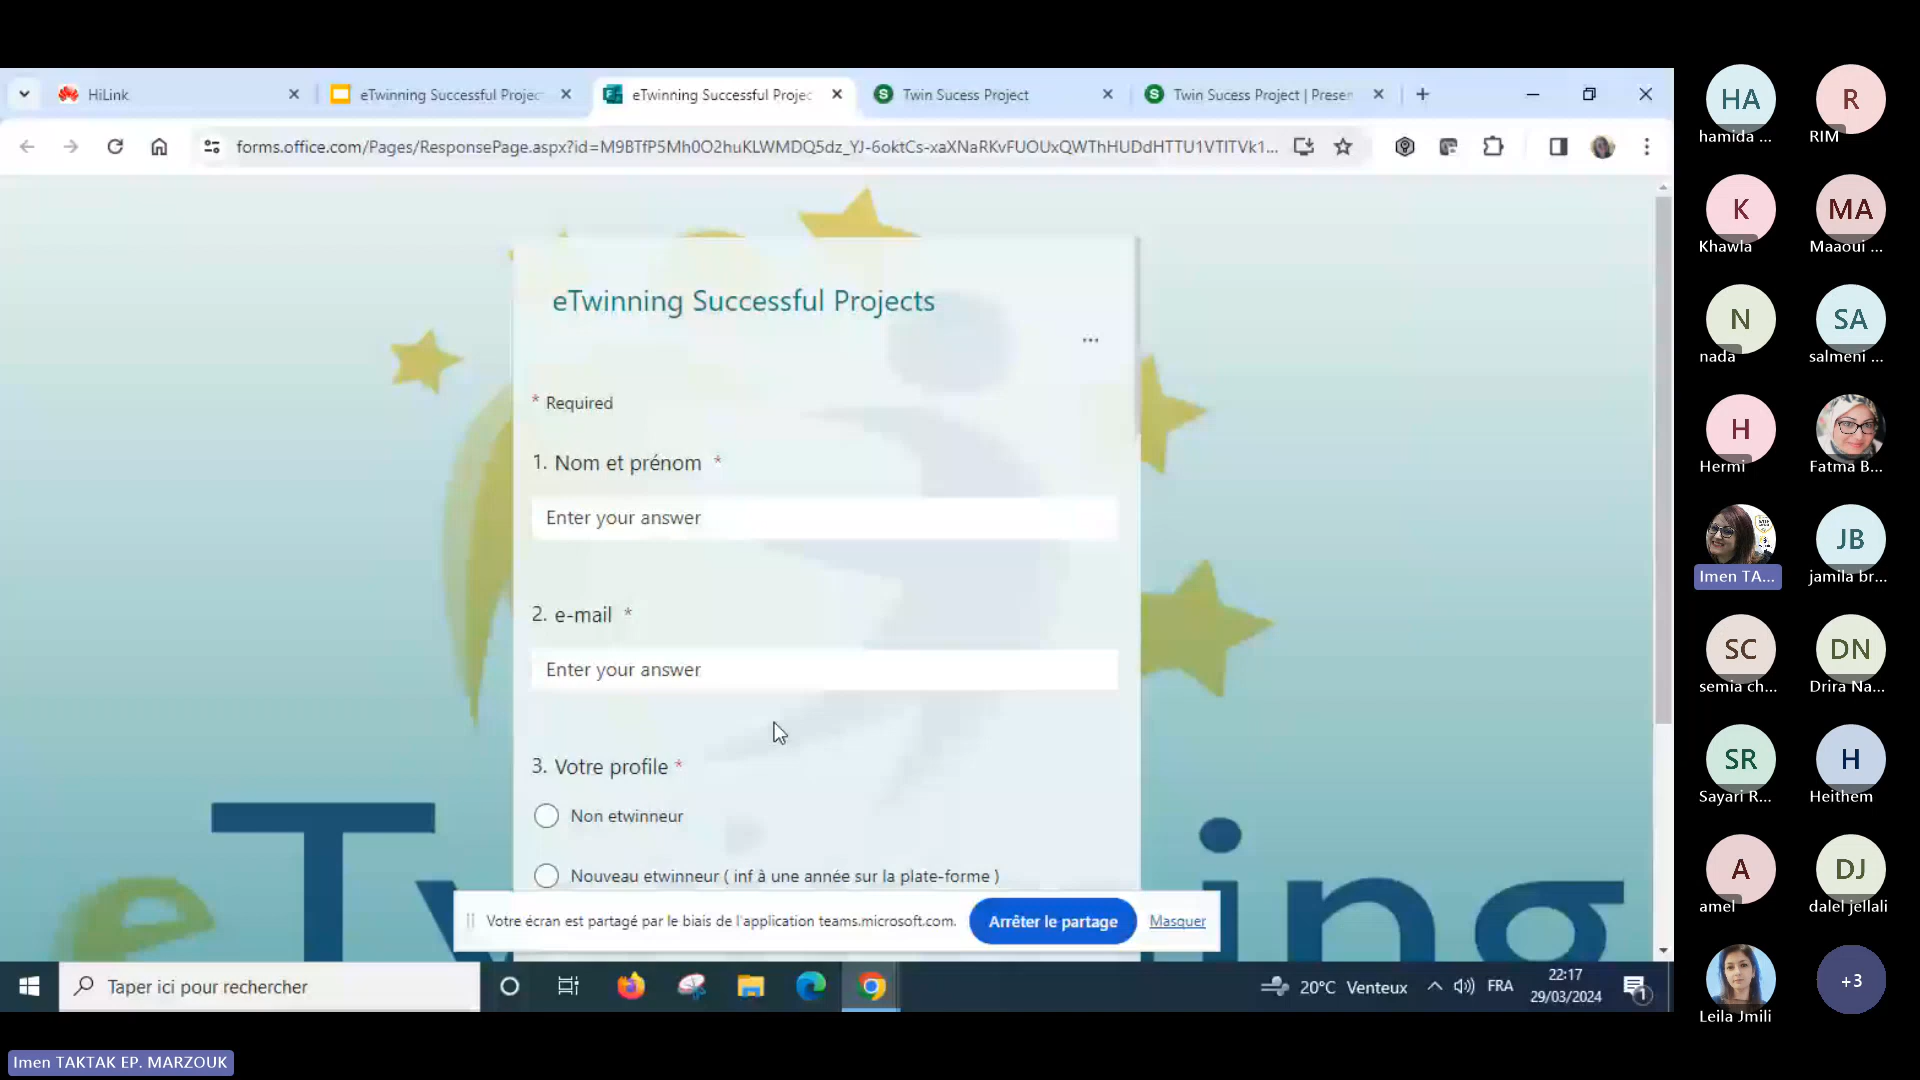 HiLink
eTwinning Successful Projec
eTwinning Successful Projec
Twin Sucess Project
Twin Sucess Project | Presen
forms.office.com/Pages/ResponsePage.aspx?id=M9BTfP5Mh0O2huKLWMDQ5dz_YJ-6oktCs-xaXNaRKvFUOUxQWThHUDdHTTU1VTlTVk1...
eTwinning Successful Projects
...
* Required
1. Nom et prénom *
Enter your answer
2. e-mail *
Enter your answer
3. Votre profile *
Non etwinneur
Nouveau etwinneur ( inf à une année sur la plate-forme )
Votre écran est partagé par le biais de l'application teams.microsoft.com.
Arrêter le partage
Masquer
Taper ici pour rechercher
20°C Venteux
FRA
22:17
29/03/2024
1
HA
hamida ...
R
RIM
K
Khawla
MA
Maaoui ...
N
nada
SA
salmeni ...
H
Hermi
Fatma B...
Imen TA...
JB
jamila br...
SC
semia ch...
DN
Drira Na...
SR
Sayari R...
H
Heithem
A
amel
DJ
dalel jellali
Leila Jmili
+3
Imen TAKTAK EP. MARZOUK